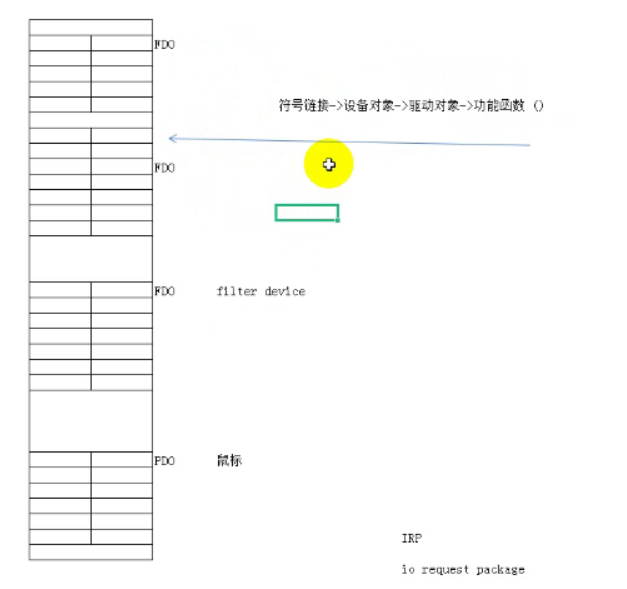 FDO
符号链接->设备对象->驱动对象->功能函数 ()
FDO
FDO filter device
PDO 鼠标
IRP
io request package